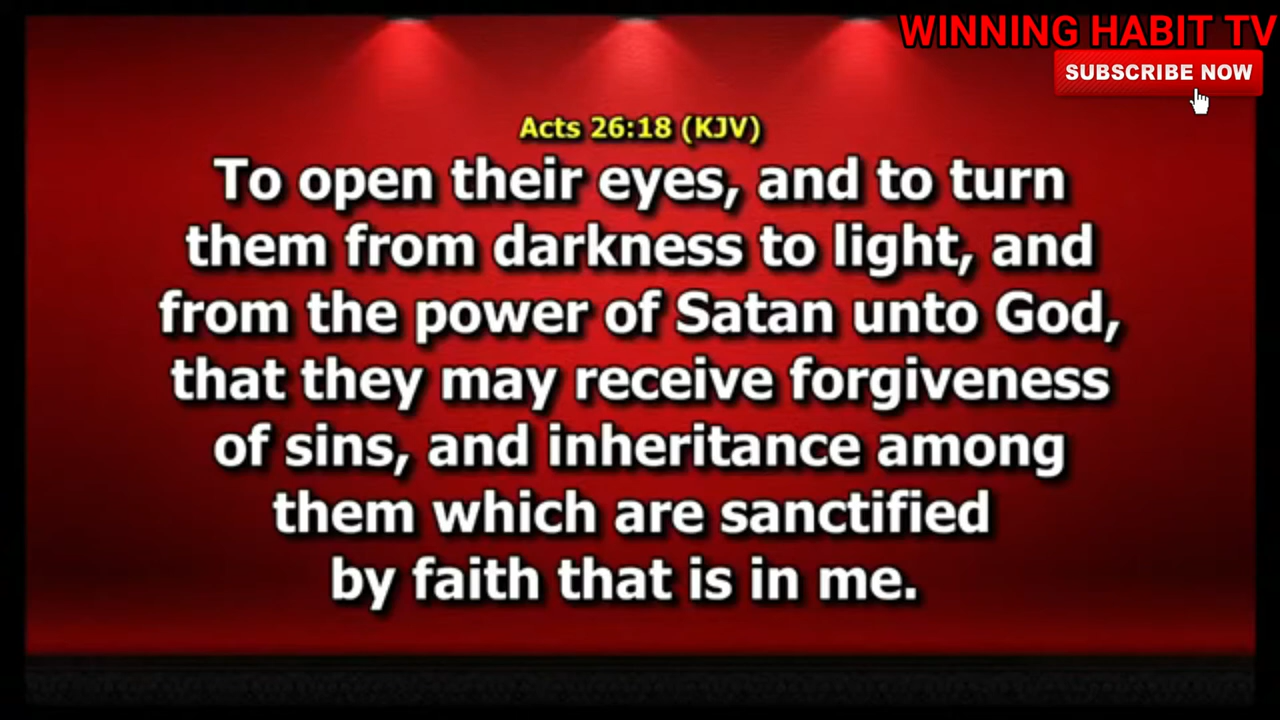 WINNING HABIT TV
SUBSCRIBE NOW
Acts 26:18 (KJV)
To open their eyes, and to turn
them from darkness to light, and
from the power of Satan unto God,
that they may receive forgiveness
of sins, and inheritance among
them which are sanctified
by faith that is in me.